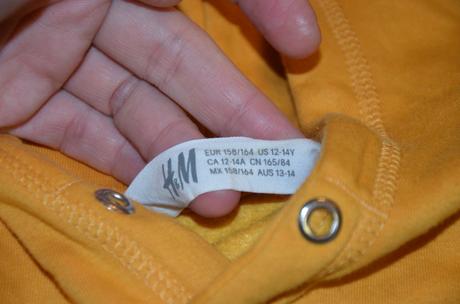 H&M
EUR 158/164 US 12-14Y
CA 12-14A CN 165/84
MX 158/164 AUS 13-14